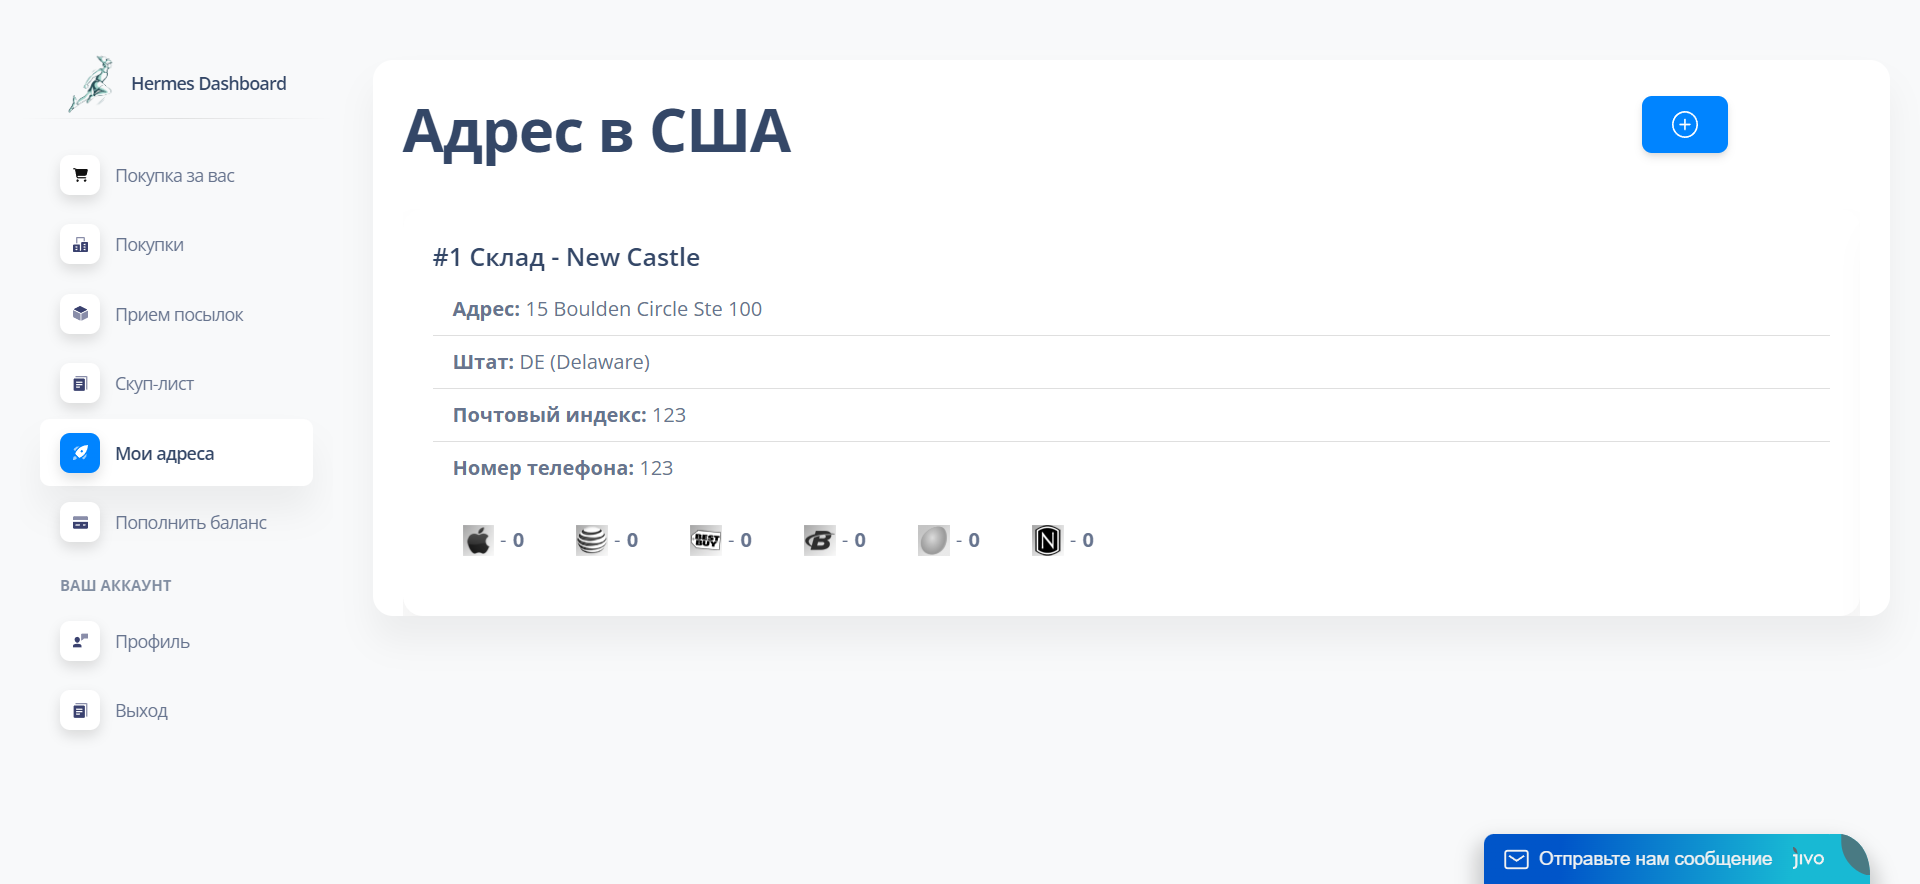 Hermes Dashboard
Покупка за вас
Покупки
Прием посылок
Скуп-лист
Мои адреса
Пополнить баланс
ВАШ АККАУНТ
Профиль
Выход
Адрес в США
#1 Склад - New Castle
Адрес: 15 Boulden Circle Ste 100
Штат: DE (Delaware)
Почтовый индекс: 123
Номер телефона: 123
- 0 - 0 BEST BUY - 0 B - 0 - 0 N - 0
Отправьте нам сообщение jivo